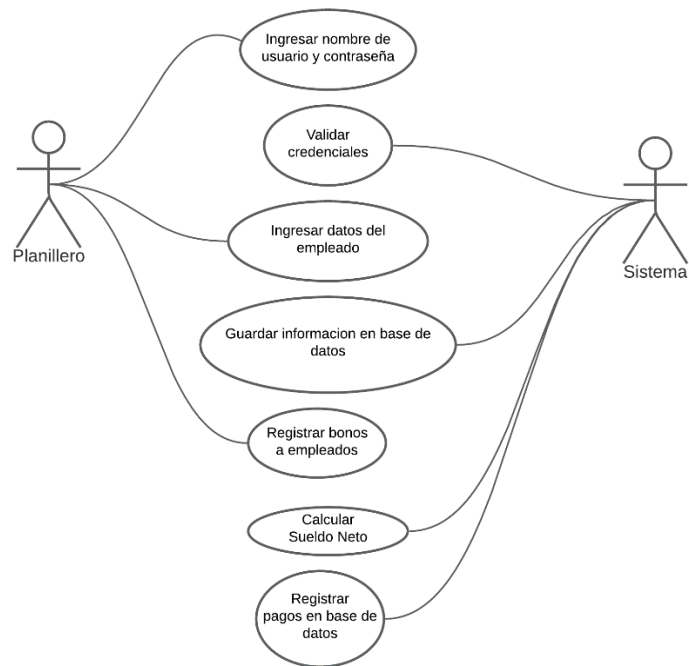 Ingresar nombre de
usuario y contraseña
Validar
credenciales
Planillero
Ingresar datos del
empleado
Sistema
Guardar informacion en base de
datos
Registrar bonos
a empleados
Calcular
Sueldo Neto
Registrar
pagos en base de
datos